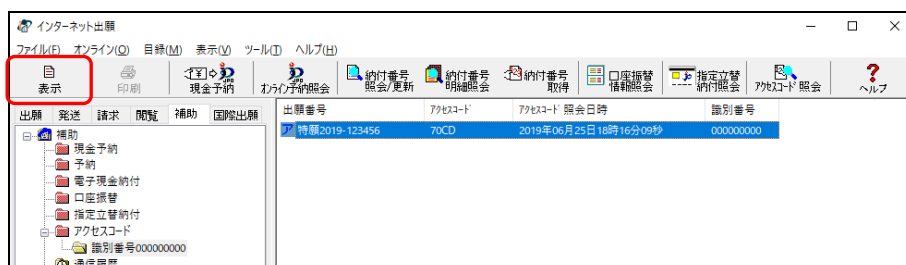 インターネット出願
ファイル(F) オンライン(O) 目録(M) 表示(V) ツール(T) ヘルプ(H)
表示 印刷 現金予納 オンライン予納照会 納付番号照会/更新 納付番号明細照会 納付番号取得 口座振替情報照会 指定立替納付照会 アクセスコード照会 ヘルプ
出願 発送 請求 閲覧 補助 国際出願
出願番号 アクセスコード アクセスコード照会日時 識別番号
特願2019-123456 70CD 2019年06月25日18時16分09秒 000000000
補助
現金予納
予納
電子現金納付
口座振替
指定立替納付
アクセスコード
識別番号000000000
通信履歴